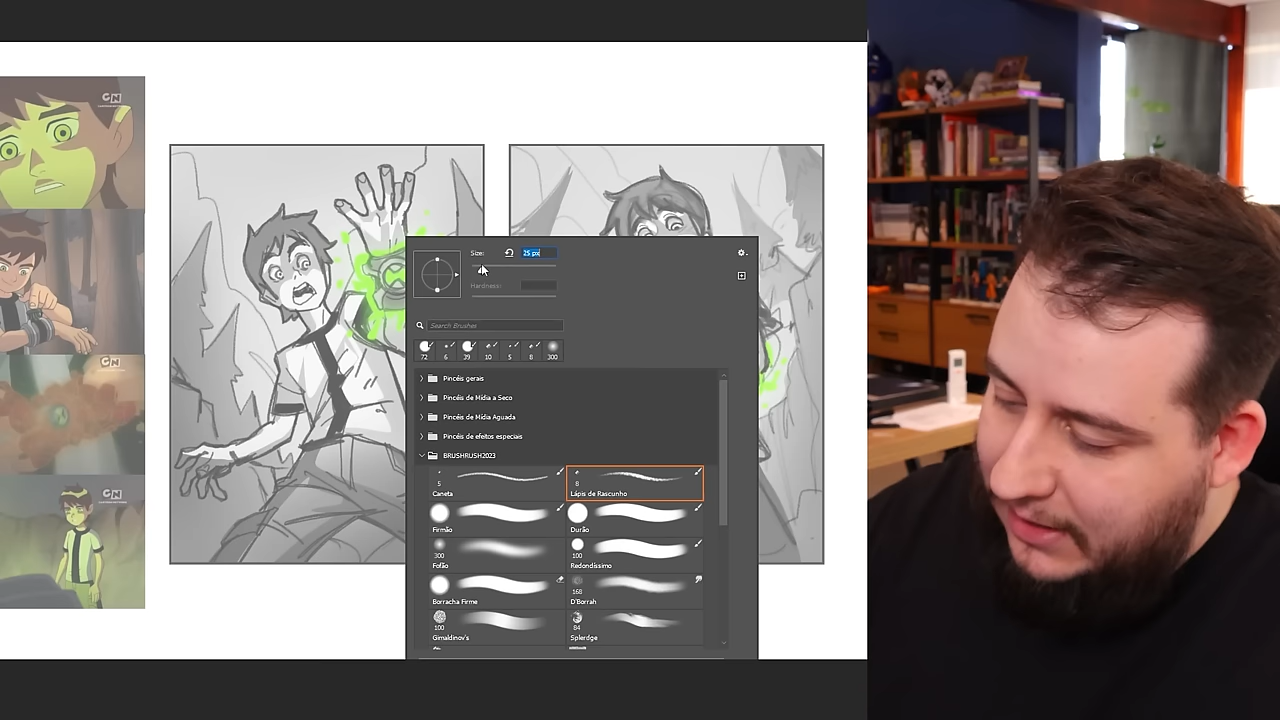 CN
Size:
25 px
Hardness:
Search Brushes
72 6 39 10 5 8 300
Pincéis gerais
Pincéis de Mídia a Seco
Pincéis de Mídia Aguada
Pincéis de efeitos especiais
BRUSHRUSH2023
5
Caneta
8
Lápis de Rascunho
Firmão
Durão
300
Fofão
100
Redondíssimo
Borracha Firme
168
D'Borrah
100
Gimaldinov's
84
Splerdge
CN
CN